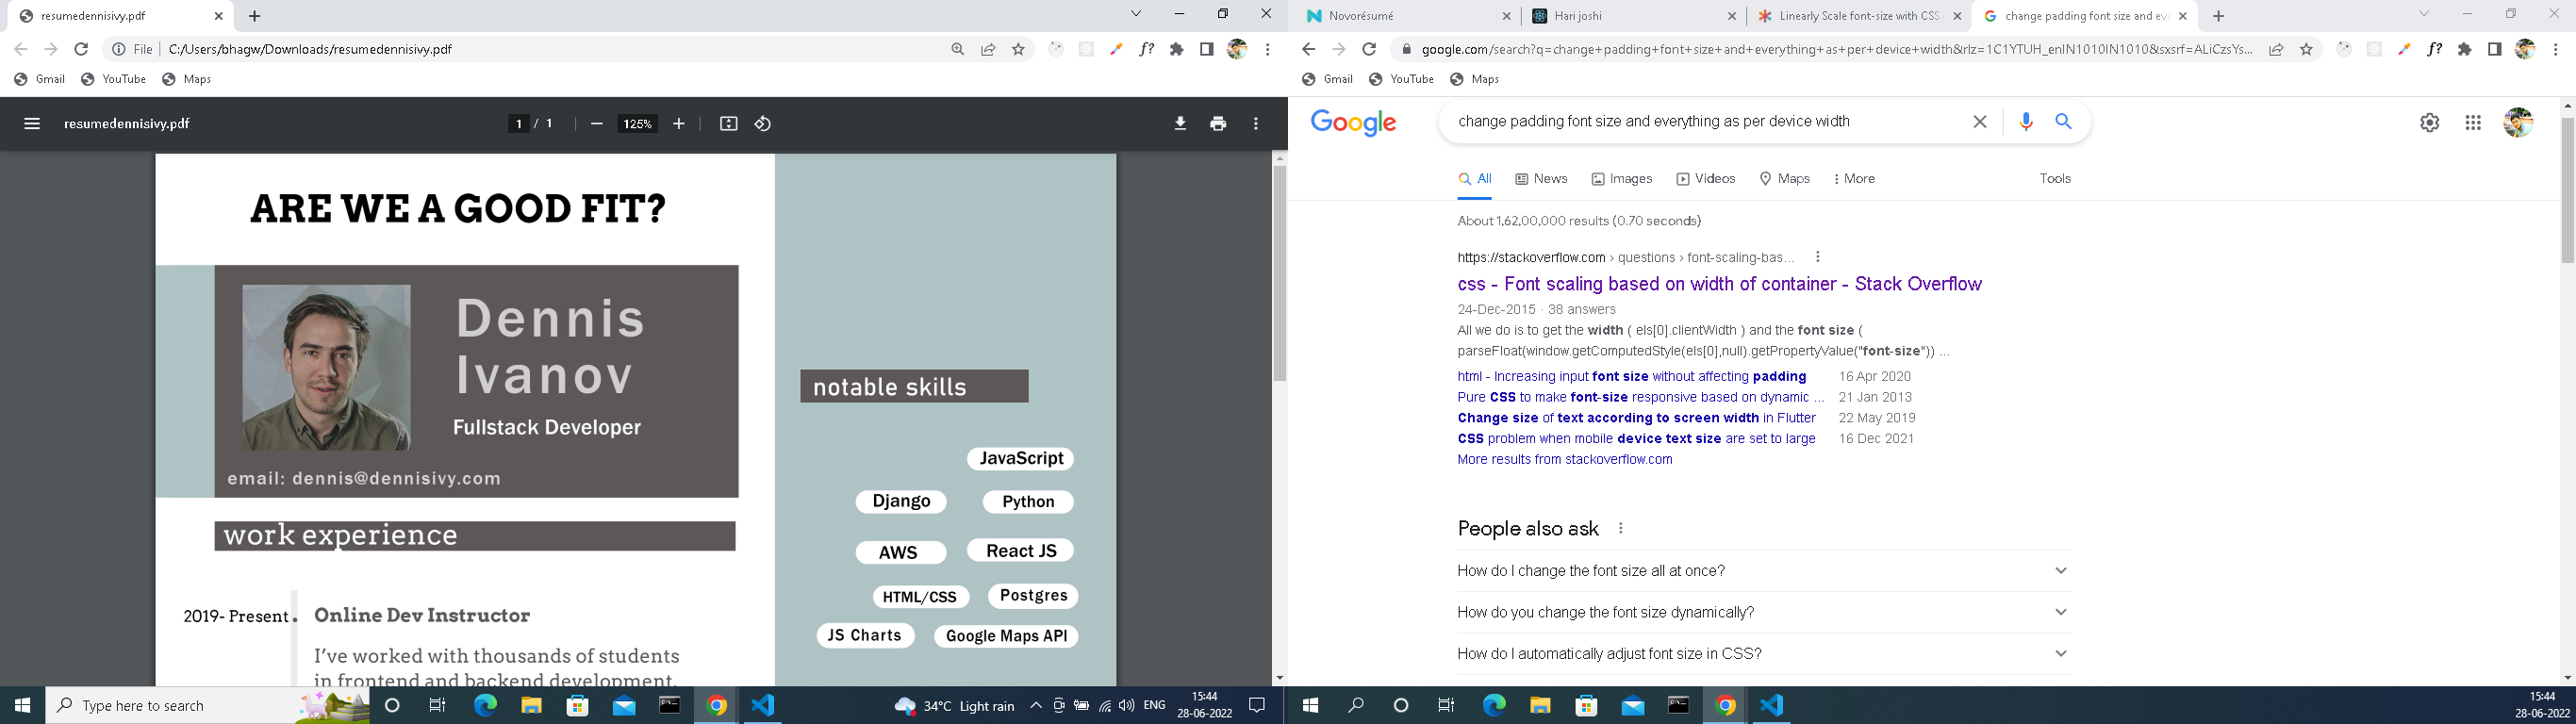 resumedennisivy.pdf
File
C:/Users/bhagw/Downloads/resumedennisivy.pdf
Gmail
YouTube
Maps
resumedennisivy.pdf
1 / 1
125%
ARE WE A GOOD FIT?
Dennis
Ivanov
Fullstack Developer
email: dennis@dennisivy.com
work experience
2019- Present
Online Dev Instructor
I've worked with thousands of students
in frontend and backend development.
notable skills
JavaScript
Django
Python
AWS
React JS
HTML/CSS
Postgres
JS Charts
Google Maps API
Type here to search
34°C Light rain
ENG
15:44
28-06-2022
Novorésumé
Hari joshi
Linearly Scale font-size with CSS
change padding font size and eve
google.com/search?q=change+padding+font+size+and+everything+as+per+device+width&rlz=1C1YTUH_enIN1010IN1010&sxsrf=ALiCzsYs...
f?
Gmail
YouTube
Maps
Google
change padding font size and everything as per device width
All
News
Images
Videos
Maps
More
Tools
About 1,62,00,000 results (0.70 seconds)
https://stackoverflow.com › questions › font-scaling-bas...
css - Font scaling based on width of container - Stack Overflow
24-Dec-2015 · 38 answers
All we do is to get the width ( els[0].clientWidth ) and the font size (
parseFloat(window.getComputedStyle(els[0],null).getPropertyValue("font-size")) ...
html - Increasing input font size without affecting padding 16 Apr 2020
Pure CSS to make font-size responsive based on dynamic ... 21 Jan 2013
Change size of text according to screen width in Flutter 22 May 2019
CSS problem when mobile device text size are set to large 16 Dec 2021
More results from stackoverflow.com
People also ask
How do I change the font size all at once?
How do you change the font size dynamically?
How do I automatically adjust font size in CSS?
15:44
28-06-2022